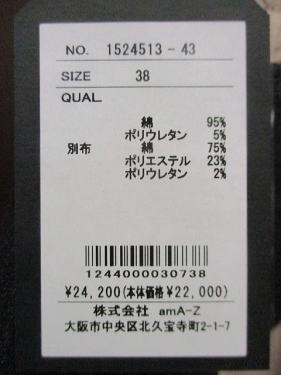 NO. 1524513-43
SIZE 38
QUAL.
綿 95%
ポリウレタン 5%
別布 綿 75%
ポリエステル 23%
ポリウレタン 2%
1244000030738
¥24,200(本体価格¥22,000)
株式会社 amA-Z
大阪市中央区北久宝寺町2-1-7